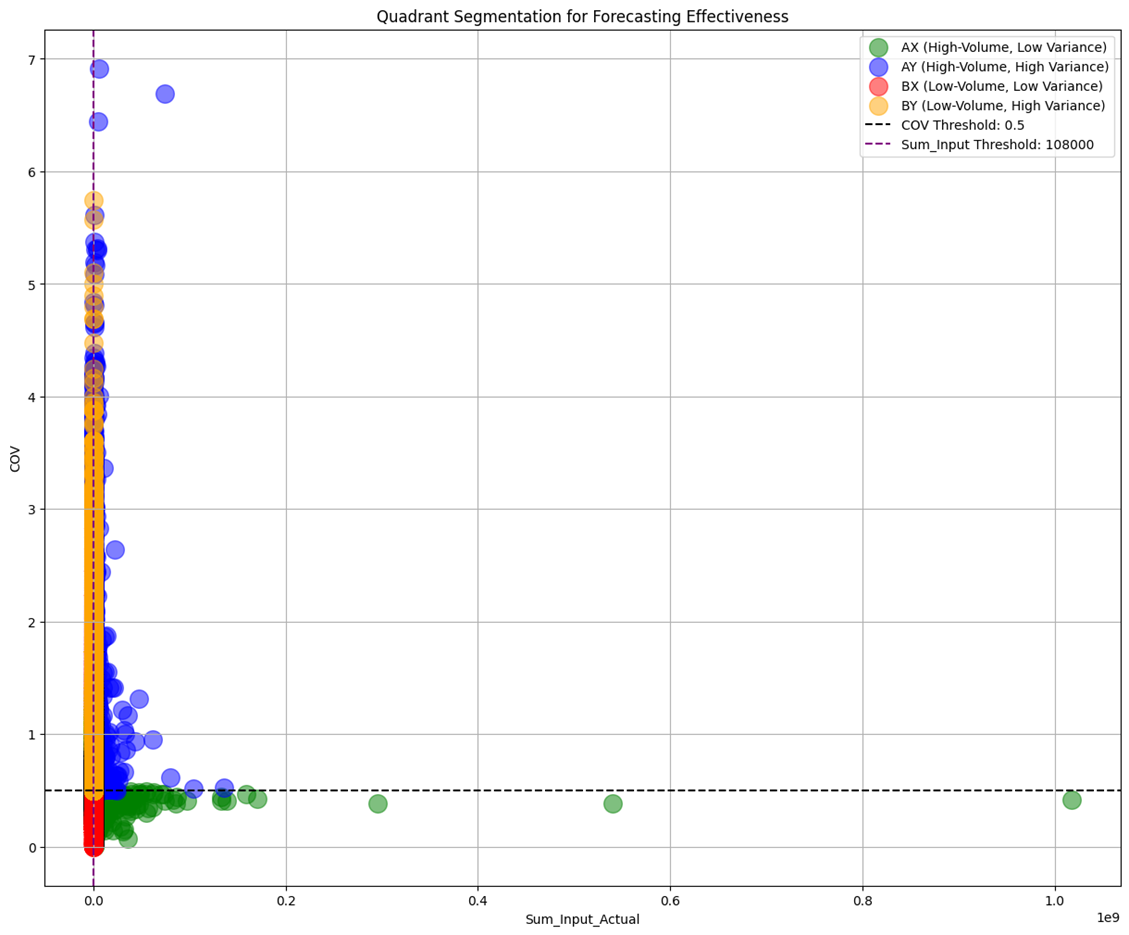 Quadrant Segmentation for Forecasting Effectiveness
AX (High-Volume, Low Variance)
AY (High-Volume, High Variance)
BX (Low-Volume, Low Variance)
BY (Low-Volume, High Variance)
COV Threshold: 0.5
Sum_Input Threshold: 108000
COV
7
6
5
4
3
2
1
0
0.0 0.2 0.4 0.6 0.8 1.0
1e9
Sum_Input_Actual